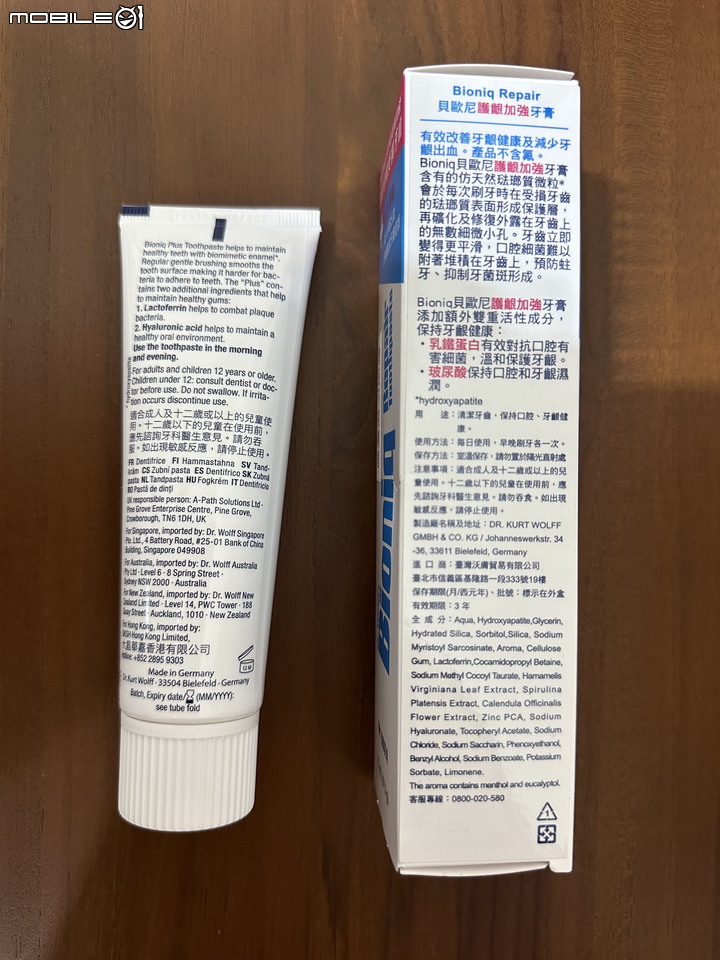 MOBILE01
Bioniq Plus Toothpaste helps to maintain
healthy teeth with biomimetic enamel*.
Regular gentle brushing smooths the
tooth surface making it harder for bac-
teria to adhere to teeth. The "Plus" con-
tains two additional ingredients that help
to maintain healthy gums:
1. Lactoferrin helps to combat plaque
bacteria.
2. Hyaluronic acid helps to maintain a
healthy oral environment.
Use the toothpaste in the morning
and evening.
For adults and children 12 years or older.
Children under 12: consult dentist or doc-
tor before use. Do not swallow. If irrita-
tion occurs discontinue use.
適合成人及十二歲或以上的兒童使
用。十二歲以下的兒童在使用前,
應先諮詢牙科醫生意見。請勿吞
服。如出現敏感反應,請停止使用。
FR Dentifrice FI Hammastahna SV Tand-
kräm CS Zubní pasta ES Dentífrico SK Zubná
pasta NL Tandpasta HU Fogkrém IT Dentifricio
RO Pastă de dinți
UK responsible person: A-Path Solutions Ltd ·
Pine Grove Enterprise Centre, Pine Grove,
Crowborough, TN6 1DH, UK
For Singapore, imported by: Dr. Wolff Singapore
Pte. Ltd., 4 Battery Road, #25-01 Bank of China
Building, Singapore 049908
For Australia, imported by: Dr. Wolff Australia
Pty Ltd · Level 6 · 8 Spring Street ·
Sydney NSW 2000 · Australia
For New Zealand, imported by: Dr. Wolff New
Zealand Limited · Level 14, PWC Tower · 188
Quay Street · Auckland, 1010 · New Zealand
For Hong Kong, imported by:
DKSH Hong Kong Limited,
大昌華嘉香港有限公司
Hotline: +852 2895 9303
12 M
Made in Germany
Dr. Kurt Wolff · 33504 Bielefeld · Germany
Batch, Expiry date/ (MM/YYYY):
see tube fold
Bioniq Repair
貝歐尼護齦加強牙膏
有效改善牙齦健康及減少牙
齦出血。產品不含氟。
Bioniq貝歐尼護齦加強牙膏
含有的仿天然琺瑯質微粒*
會於每次刷牙時在受損牙齒
的琺瑯質表面形成保護層,
再礦化及修復外露在牙齒上
的無數細微小孔。牙齒立即
變得更平滑,口腔細菌難以
附著堆積在牙齒上,預防蛀
牙、抑制牙菌斑形成。
Bioniq貝歐尼護齦加強牙膏
添加額外雙重活性成分,
保持牙齦健康:
・乳鐵蛋白有效對抗口腔有
害細菌,溫和保護牙齦。
・玻尿酸保持口腔和牙齦濕
潤。
*hydroxyapatite
用 途:清潔牙齒,保持口腔、牙齦健
康。
使用方法:每日使用,早晚刷牙各一次。
保存方法:室溫保存,請勿置於陽光直射處
注意事項:適合成人及十二歲或以上的兒
童使用。十二歲以下的兒童在使用前,應
先諮詢牙科醫生意見。請勿吞食。如出現
敏感反應,請停止使用。
製造廠名稱及地址:DR. KURT WOLFF
GMBH & CO. KG / Johanneswerkstr. 34
-36, 33611 Bielefeld, Germany
進 口 商:臺灣沃膚貿易有限公司
臺北市信義區基隆路一段333號19樓
保存期限(月/西元年)、批號:標示在外盒
有效期限:3 年
全 成 分:Aqua, Hydroxyapatite,Glycerin,
Hydrated Silica, Sorbitol,Silica, Sodium
Myristoyl Sarcosinate, Aroma, Cellulose
Gum, Lactoferrin,Cocamidopropyl Betaine,
Sodium Methyl Cocoyl Taurate, Hamamelis
Virginiana Leaf Extract, Spirulina
Platensis Extract, Calendula Officinalis
Flower Extract, Zinc PCA, Sodium
Hyaluronate, Tocopheryl Acetate, Sodium
Chloride, Sodium Saccharin, Phenoxyethanol,
Benzyl Alcohol, Sodium Benzoate, Potassium
Sorbate, Limonene.
The aroma contains menthol and eucalyptol.
客服專線:0800-020-580
1